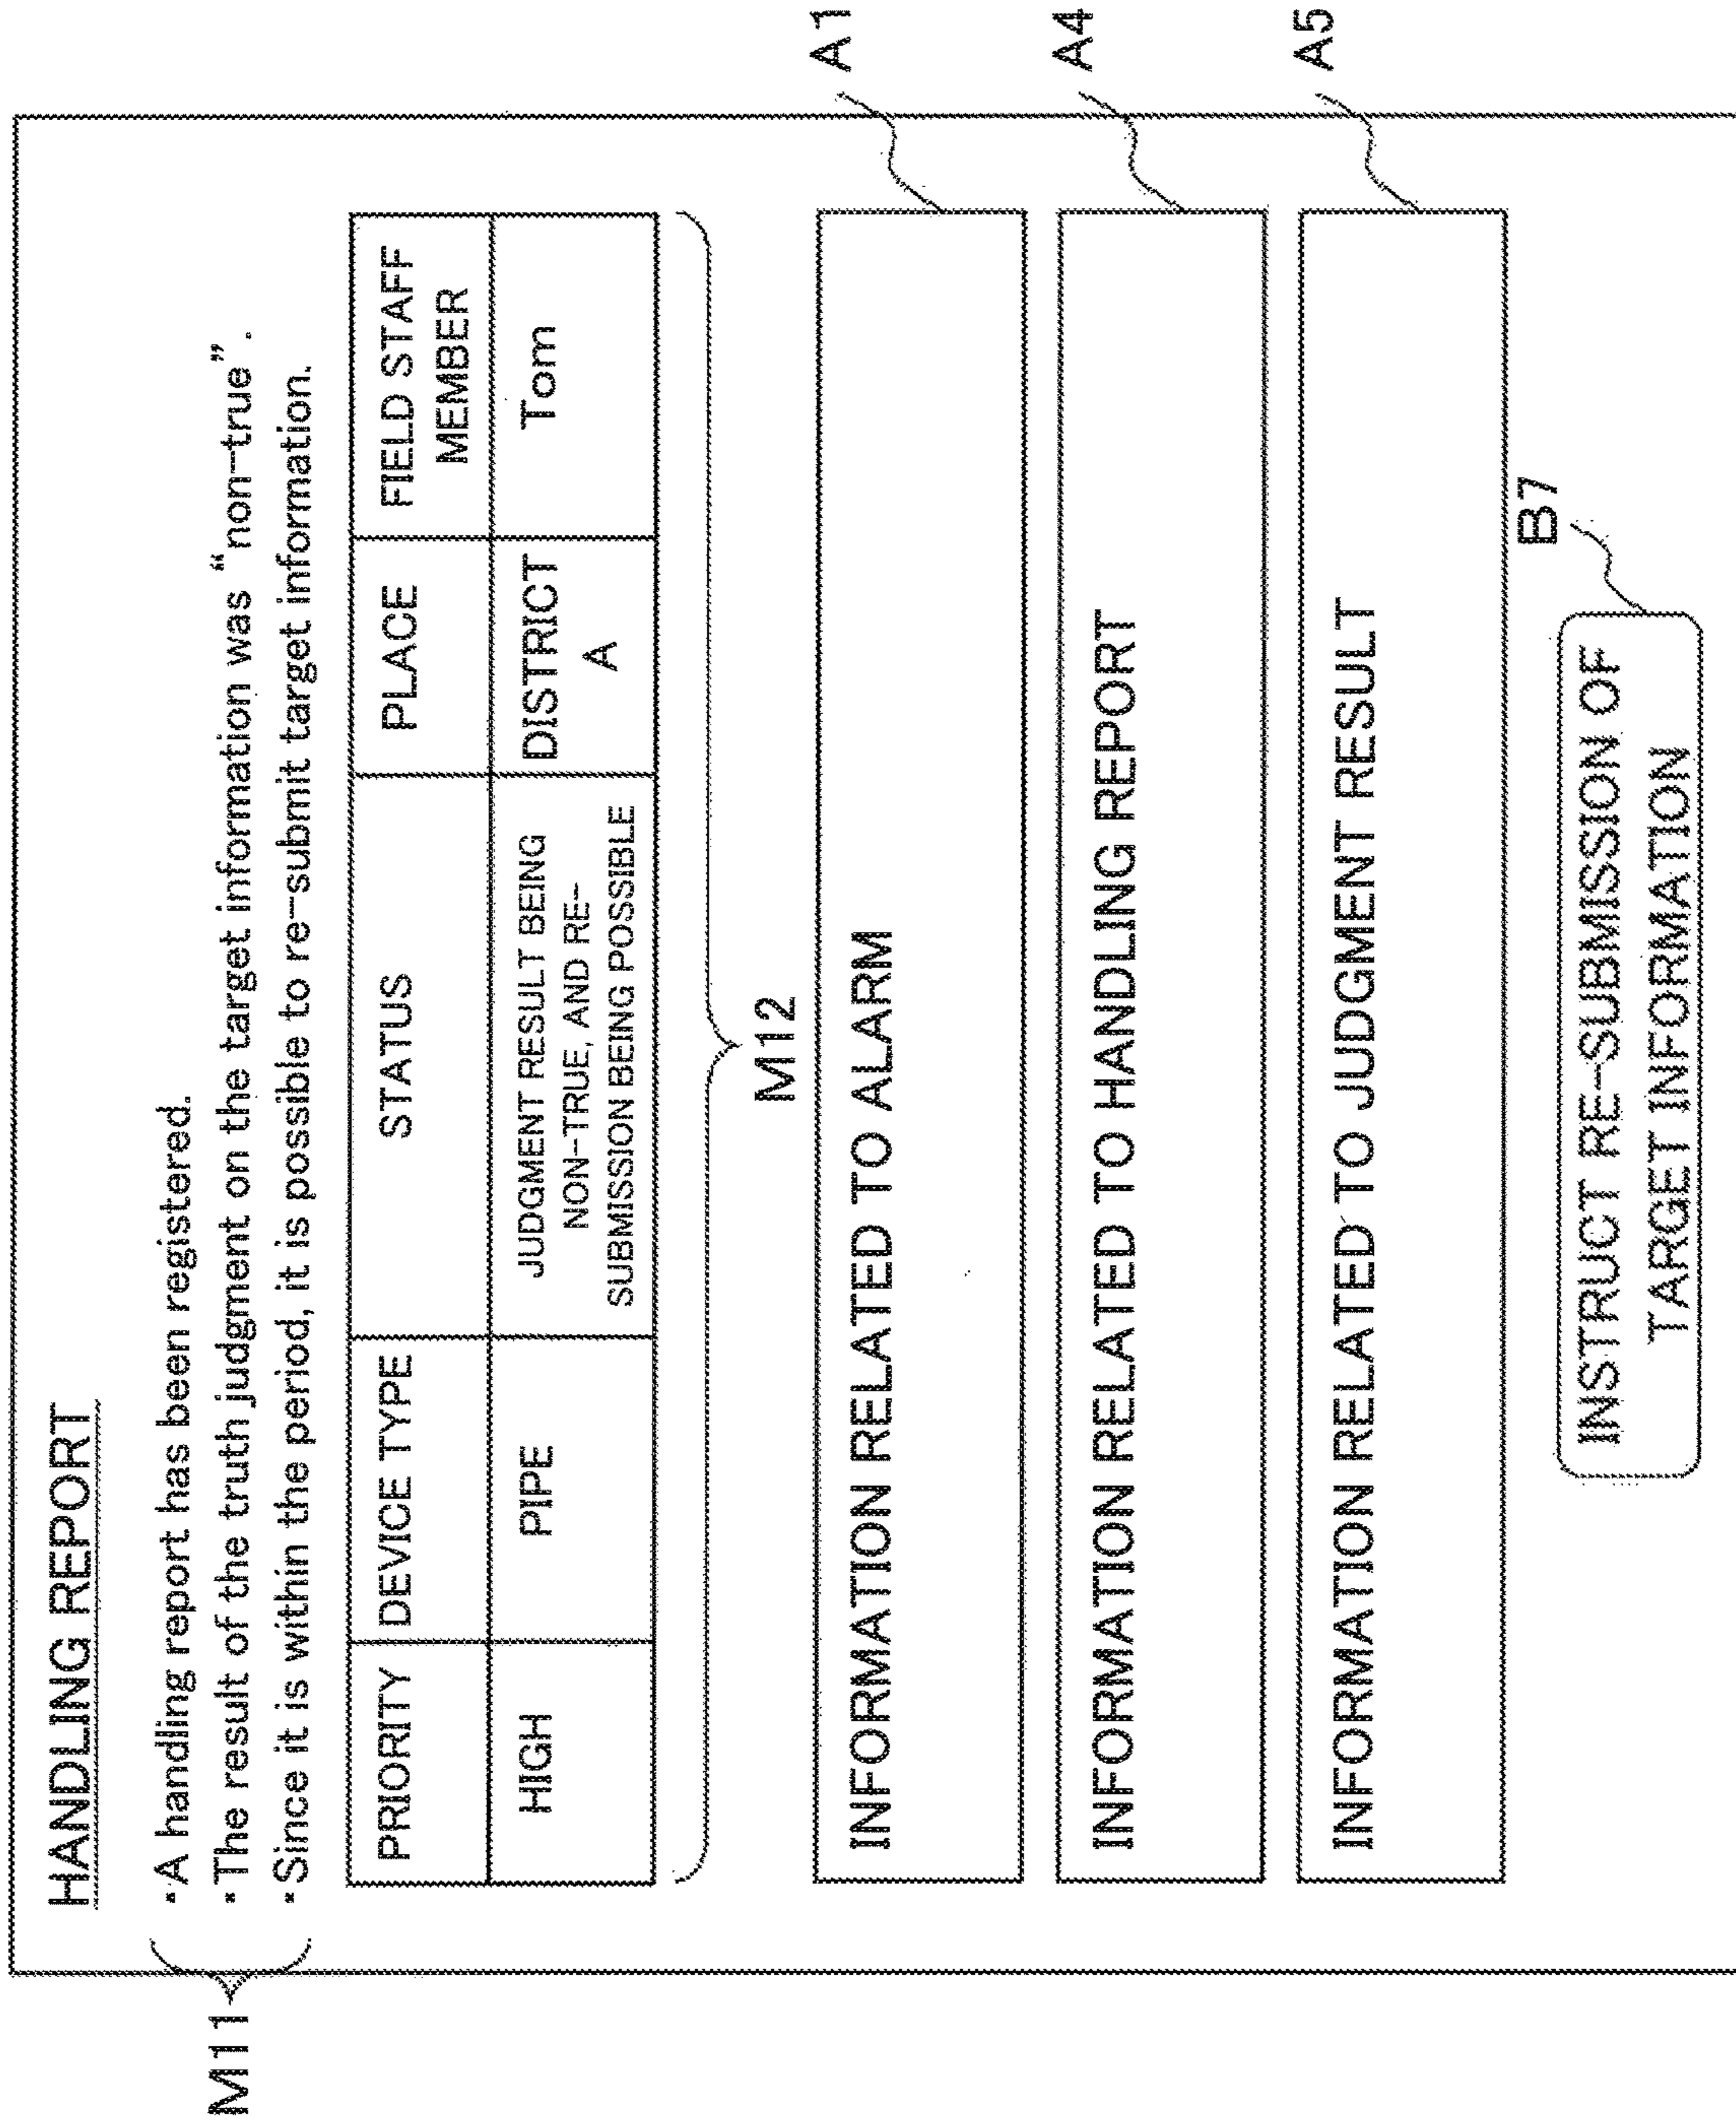 HANDLING REPORT
・A handling report has been registered.
・The result of the truth judgment on the target information was “non-true”.
・Since it is within the period, it is possible to re-submit target information.
M11
PRIORITY DEVICE TYPE STATUS PLACE FIELD STAFF
MEMBER
HIGH PIPE JUDGMENT RESULT BEING
NON-TRUE, AND RE-
SUBMISSION BEING POSSIBLE DISTRICT
A Tom
M12
INFORMATION RELATED TO ALARM A1
INFORMATION RELATED TO HANDLING REPORT A4
INFORMATION RELATED TO JUDGMENT RESULT A5
B7
INSTRUCT RE-SUBMISSION OF
TARGET INFORMATION